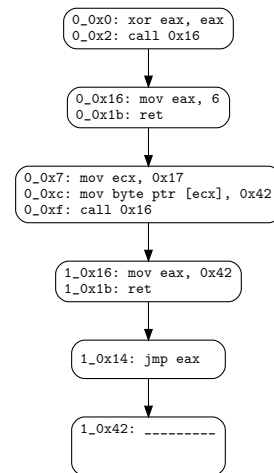 0_0x0: xor eax, eax
0_0x2: call 0x16
0_0x16: mov eax, 6
0_0x1b: ret
0_0x7: mov ecx, 0x17
0_0xc: mov byte ptr [ecx], 0x42
0_0xf: call 0x16
1_0x16: mov eax, 0x42
1_0x1b: ret
1_0x14: jmp eax
1_0x42: _________